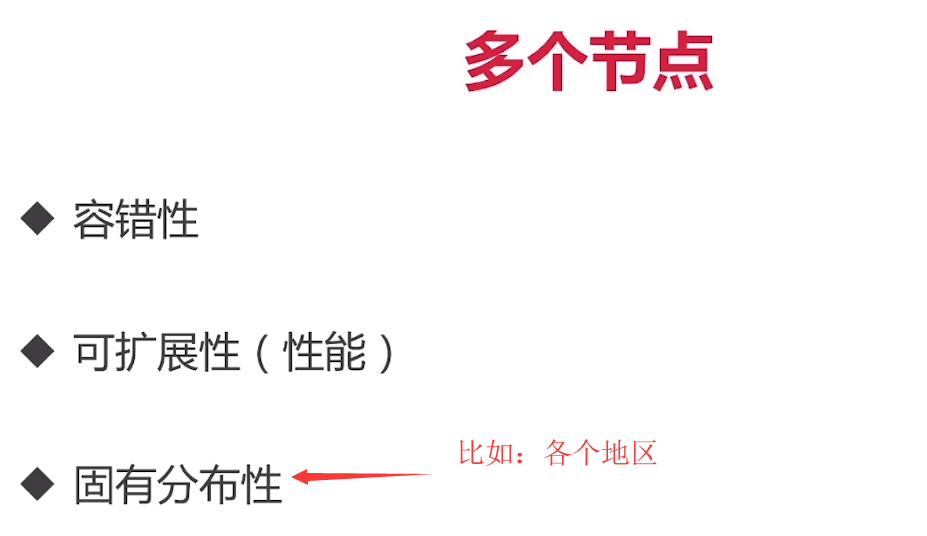 多个节点
◆ 容错性
◆ 可扩展性（性能）
比如：各个地区
◆ 固有分布性